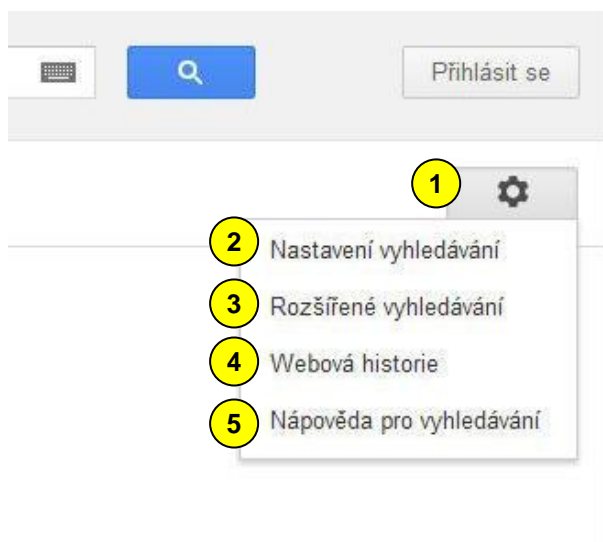 Přihlásit se
1
2 Nastavení vyhledávání
3 Rozšířené vyhledávání
4 Webová historie
5 Nápověda pro vyhledávání